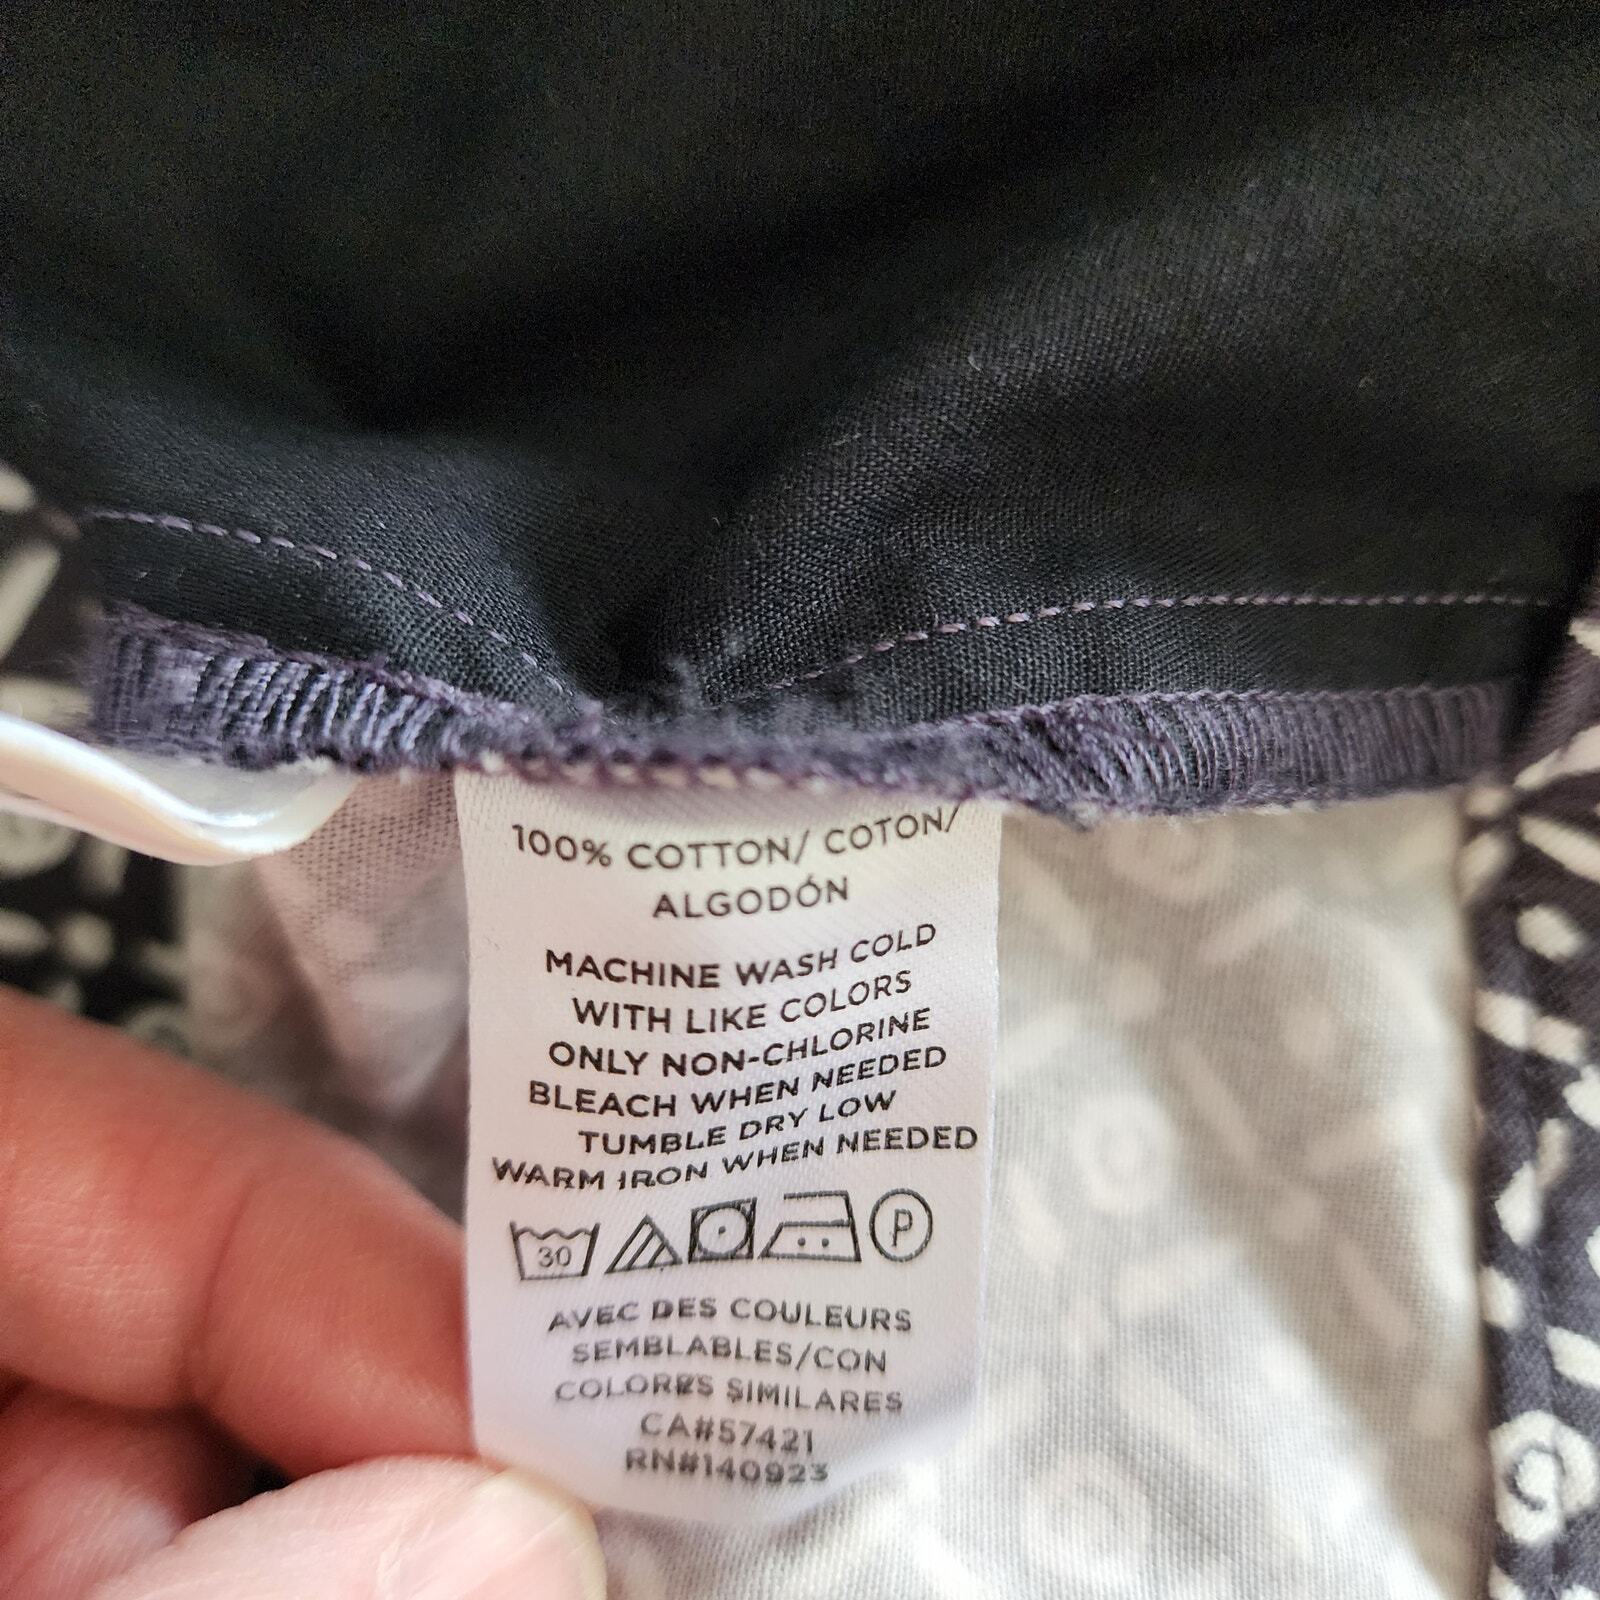 100% COTTON/ COTON/
ALGODÓN
MACHINE WASH COLD
WITH LIKE COLORS
ONLY NON-CHLORINE
BLEACH WHEN NEEDED
TUMBLE DRY LOW
WARM IRON WHEN NEEDED
30 P
AVEC DES COULEURS
SEMBLABLES/CON
COLORES SIMILARES
CA#57421
RN#140923